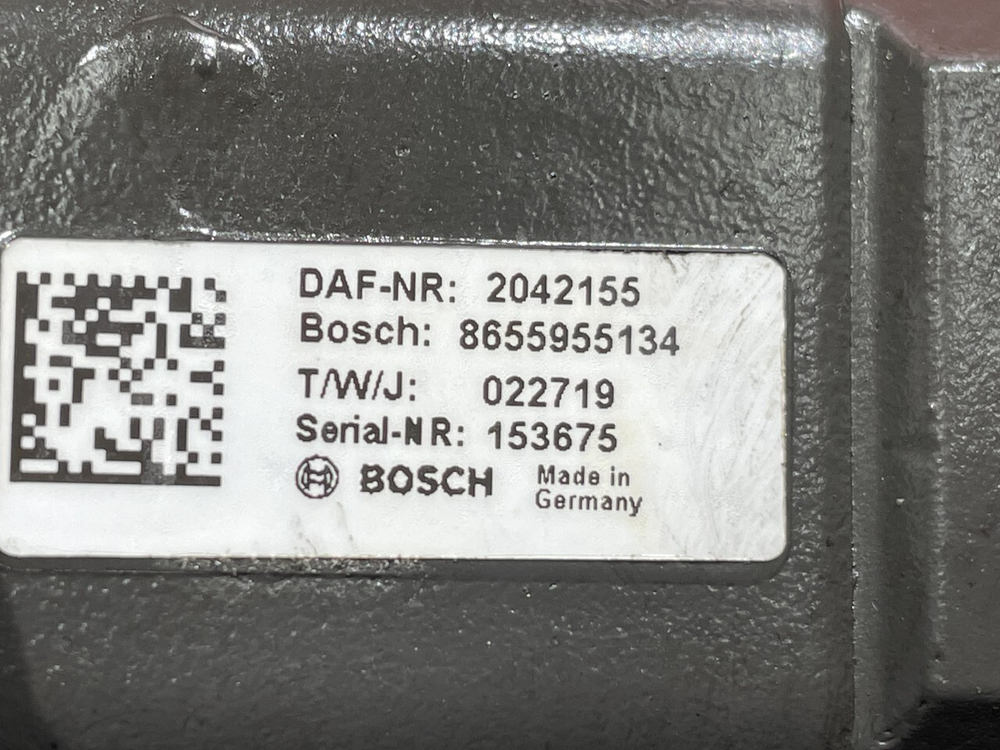 DAF-NR: 2042155
Bosch: 8655955134
T/W/J: 022719
Serial-NR: 153675
BOSCH Made in
Germany